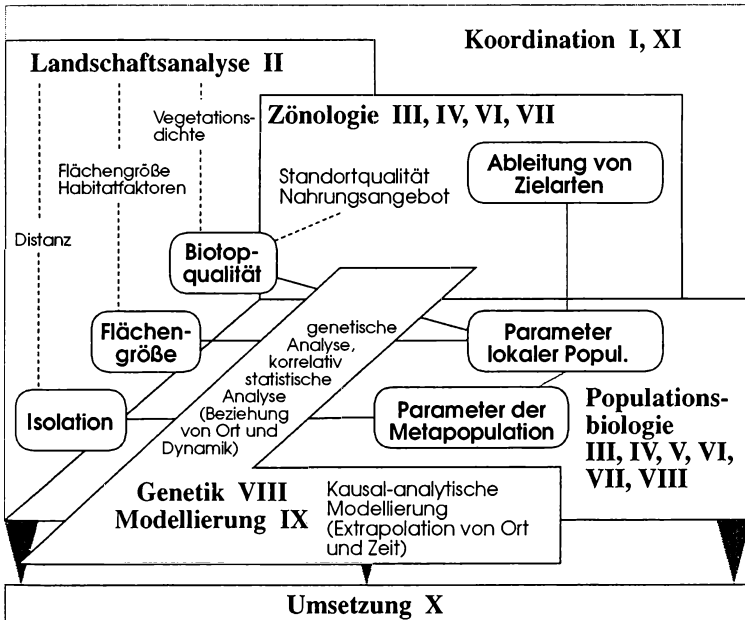 Koordination I, XI
Landschaftsanalyse II
Vegetations-
dichte
Flächengröße
Habitatfaktoren
Distanz
Zönologie III, IV, VI, VII
Standortqualität
Nahrungsangebot
Ableitung von
Zielarten
Biotop-
qualität
Flächen-
größe
Isolation
genetische
Analyse,
korrelativ
statistische
Analyse
(Beziehung
von Ort und
Dynamik)
Parameter
lokaler Popul.
Parameter der
Metapopulation
Populations-
biologie
III, IV, V, VI,
VII, VIII
Genetik VIII
Modellierung IX
Kausal-analytische
Modellierung
(Extrapolation von Ort
und Zeit)
Umsetzung X